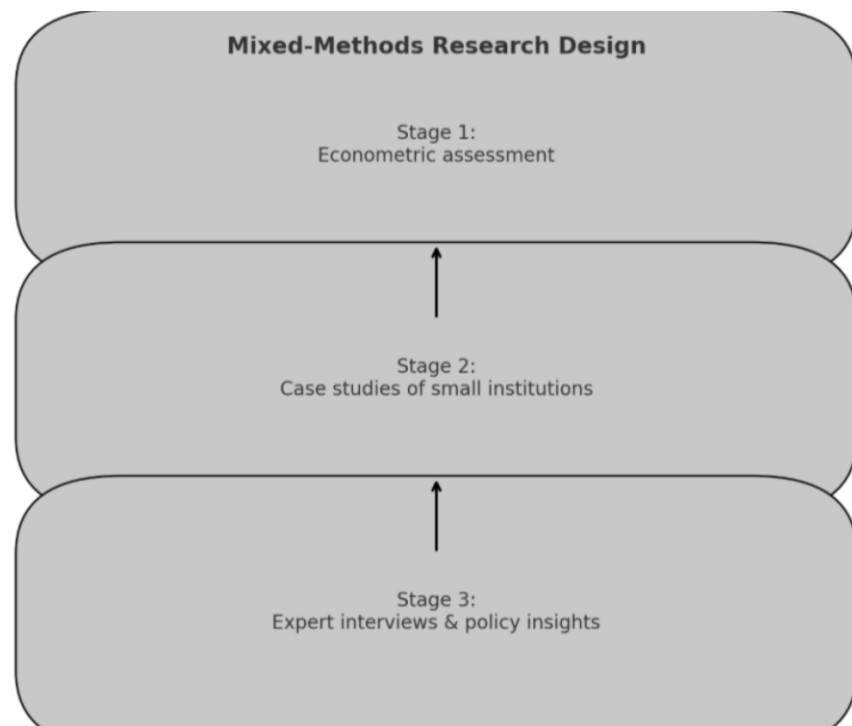 Mixed-Methods Research Design
Stage 1:
Econometric assessment
Stage 2:
Case studies of small institutions
Stage 3:
Expert interviews & policy insights